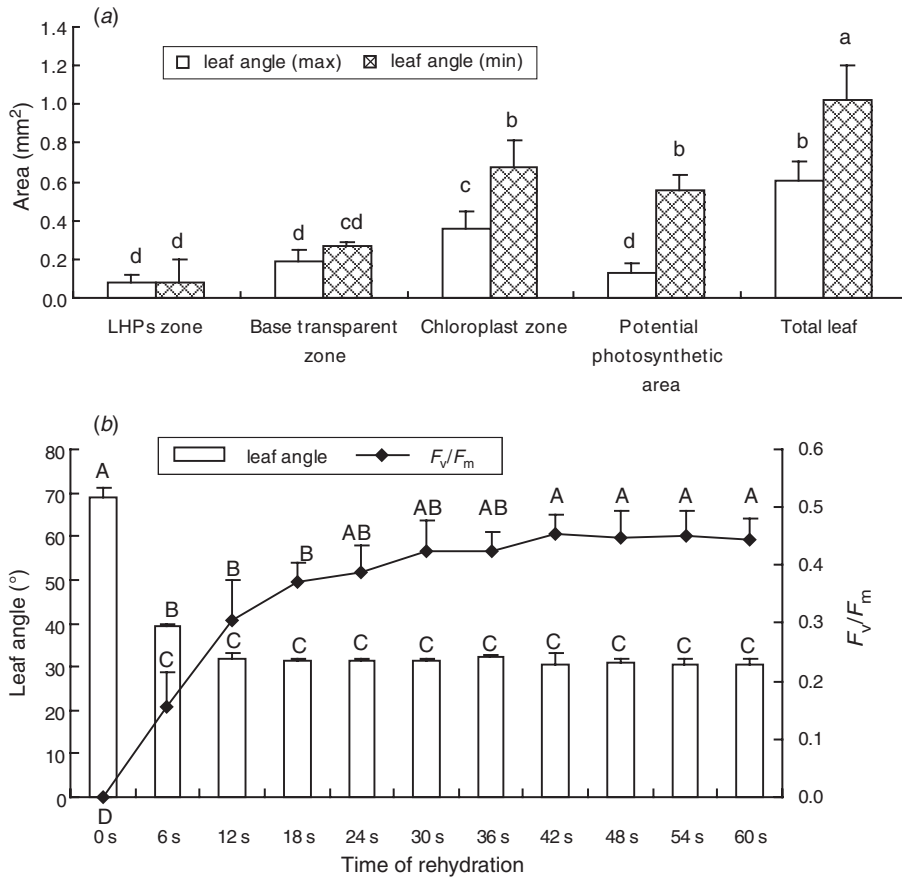 (a)
1.4
1.2
1.0
0.8
0.6
0.4
0.2
0.0
Area (mm²)
leaf angle (max) leaf angle (min)
d d
d cd
c b
d b
b a
LHPs zone
Base transparent
zone
Chloroplast zone
Potential
photosynthetic
area
Total leaf
(b)
80
70
60
50
40
30
20
10
0
Leaf angle (°)
leaf angle Fv/Fm
0.6
0.5
0.4
0.3
0.2
0.1
0.0
Fv/Fm
A B C C C C C C C C C
D C B B AB AB AB A A A A
0 s 6 s 12 s 18 s 24 s 30 s 36 s 42 s 48 s 54 s 60 s
Time of rehydration